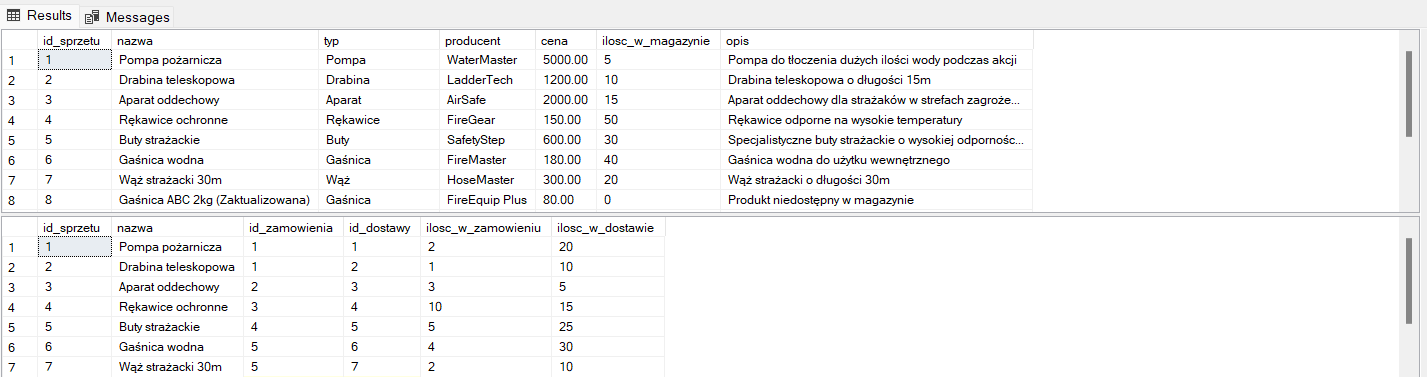 Results Messages
id_sprzetu nazwa typ producent cena ilosc_w_magazynie opis
1 1 Pompa pożarnicza Pompa WaterMaster 5000.00 5 Pompa do tłoczenia dużych ilości wody podczas akcji
2 2 Drabina teleskopowa Drabina LadderTech 1200.00 10 Drabina teleskopowa o długości 15m
3 3 Aparat oddechowy Aparat AirSafe 2000.00 15 Aparat oddechowy dla strażaków w strefach zagroże...
4 4 Rękawice ochronne Rękawice FireGear 150.00 50 Rękawice odporne na wysokie temperatury
5 5 Buty strażackie Buty SafetyStep 600.00 30 Specjalistyczne buty strażackie o wysokiej odpornośc...
6 6 Gaśnica wodna Gaśnica FireMaster 180.00 40 Gaśnica wodna do użytku wewnętrznego
7 7 Wąż strażacki 30m Wąż HoseMaster 300.00 20 Wąż strażacki o długości 30m
8 8 Gaśnica ABC 2kg (Zaktualizowana) Gaśnica FireEquip Plus 80.00 0 Produkt niedostępny w magazynie
id_sprzetu nazwa id_zamowienia id_dostawy ilosc_w_zamowieniu ilosc_w_dostawie
1 1 Pompa pożarnicza 1 1 2 20
2 2 Drabina teleskopowa 1 2 1 10
3 3 Aparat oddechowy 2 3 3 5
4 4 Rękawice ochronne 3 4 10 15
5 5 Buty strażackie 4 5 5 25
6 6 Gaśnica wodna 5 6 4 30
7 7 Wąż strażacki 30m 5 7 2 10